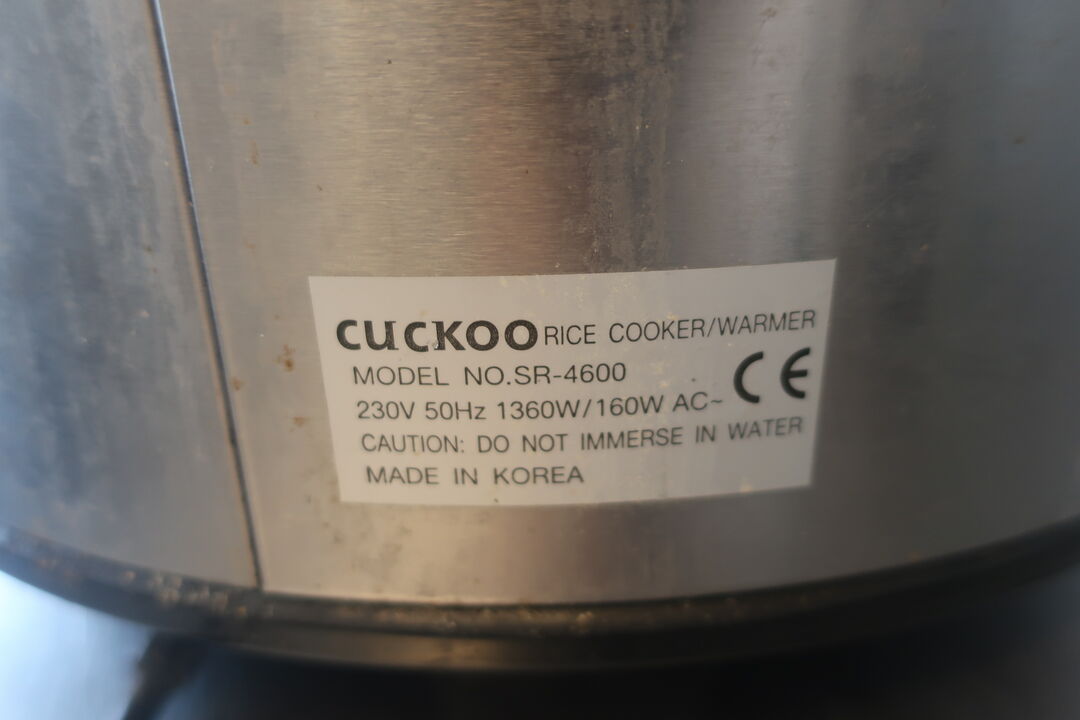 CUCKOO RICE COOKER/WARMER
MODEL NO.SR-4600
230V 50Hz 1360W/160W AC~ CE
CAUTION: DO NOT IMMERSE IN WATER
MADE IN KOREA